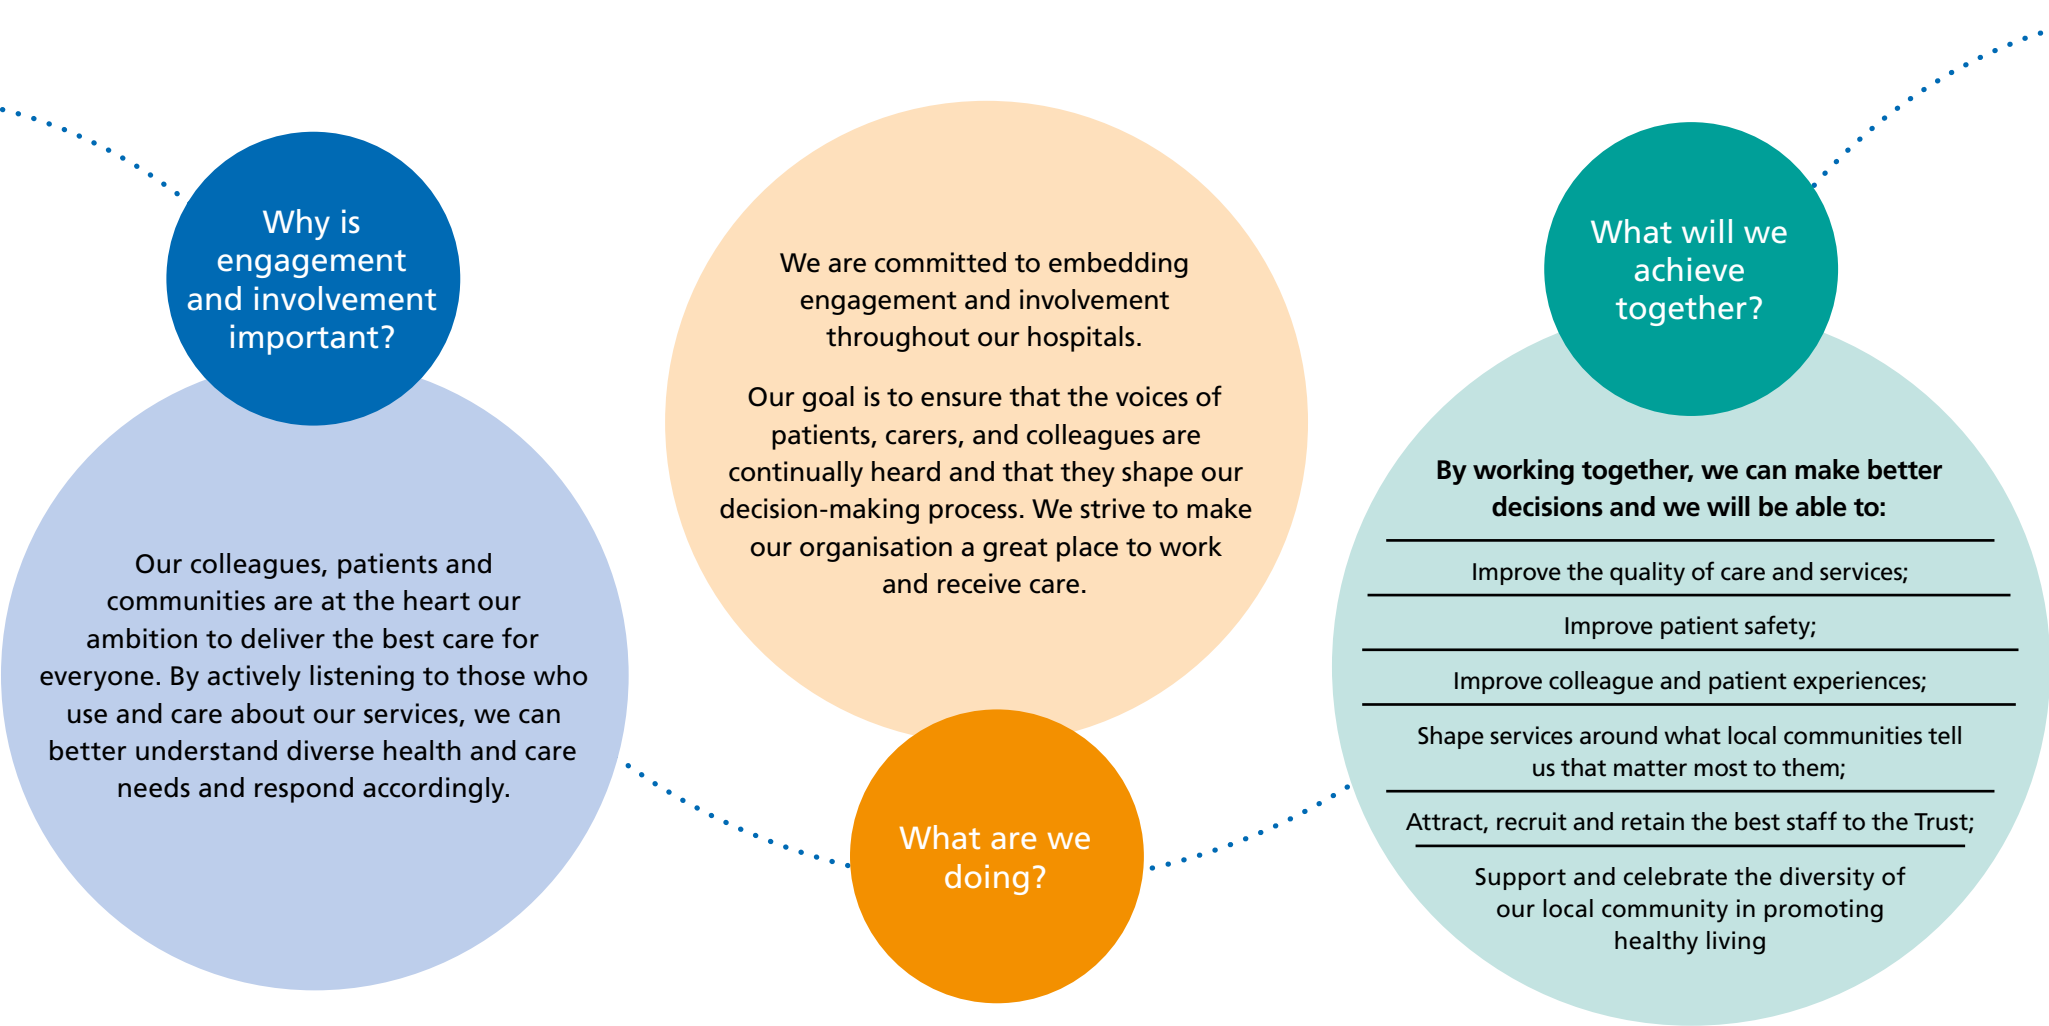 Why is
engagement
and involvement
important?
Our colleagues, patients and
communities are at the heart our
ambition to deliver the best care for
everyone. By actively listening to those who
use and care about our services, we can
better understand diverse health and care
needs and respond accordingly.
We are committed to embedding
engagement and involvement
throughout our hospitals.
Our goal is to ensure that the voices of
patients, carers, and colleagues are
continually heard and that they shape our
decision-making process. We strive to make
our organisation a great place to work
and receive care.
What are we
doing?
What will we
achieve
together?
By working together, we can make better
decisions and we will be able to:
Improve the quality of care and services;
Improve patient safety;
Improve colleague and patient experiences;
Shape services around what local communities tell
us that matter most to them;
Attract, recruit and retain the best staff to the Trust;
Support and celebrate the diversity of
our local community in promoting
healthy living